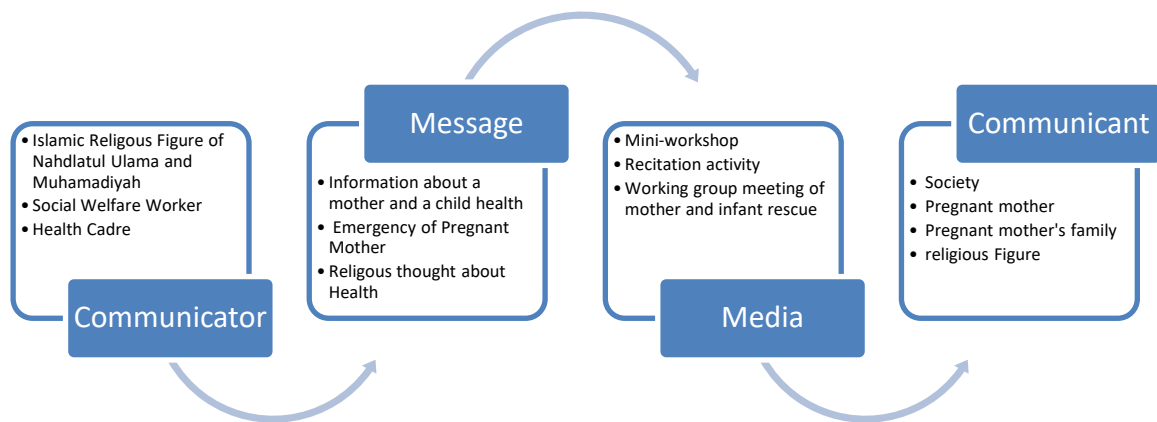 • Islamic Religous Figure of
Nahdlatul Ulama and
Muhamadiyah
• Social Welfare Worker
• Health Cadre
Communicator
Message
• Information about a
mother and a child health
• Emergency of Pregnant
Mother
• Religous thought about
Health
• Mini-workshop
• Recitation activity
• Working group meeting of
mother and infant rescue
Media
Communicant
• Society
• Pregnant mother
• Pregnant mother's family
• religious Figure